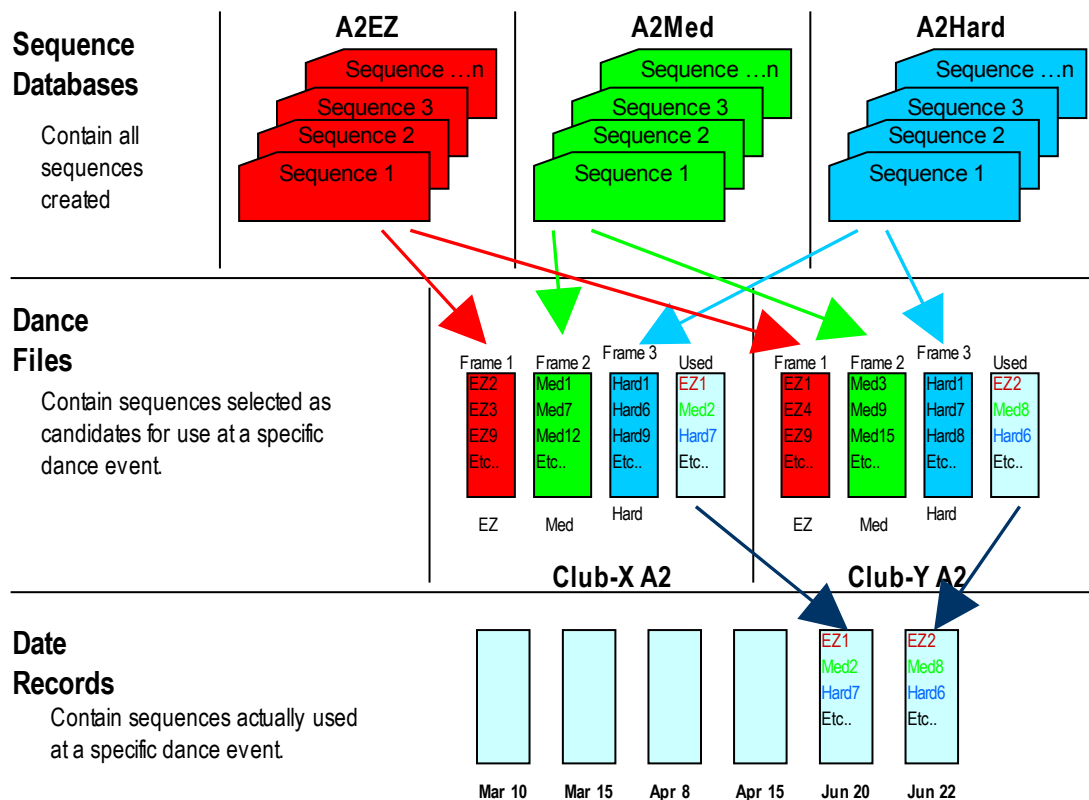 Sequence
Databases
Contain all
sequences
created
A2EZ
Sequence ...n
Sequence 3
Sequence 2
Sequence 1
A2Med
Sequence ...n
Sequence 3
Sequence 2
Sequence 1
A2Hard
Sequence ...n
Sequence 3
Sequence 2
Sequence 1
Dance
Files
Contain sequences selected as
candidates for use at a specific
dance event.
Frame 1
EZ2
EZ3
EZ9
Etc..
EZ
Frame 2
Med1
Med7
Med12
Etc..
Med
Frame 3
Hard1
Hard6
Hard9
Etc..
Hard
Used
EZ1
Med2
Hard7
Etc..
Club-X A2
Frame 1
EZ1
EZ4
EZ9
Etc..
EZ
Frame 2
Med3
Med9
Med15
Etc..
Med
Frame 3
Hard1
Hard7
Hard8
Etc..
Hard
Used
EZ2
Med8
Hard6
Etc..
Club-Y A2
Date
Records
Contain sequences actually used
at a specific dance event.
Mar 10
Mar 15
Apr 8
Apr 15
EZ1
Med2
Hard7
Etc..
Jun 20
EZ2
Med8
Hard6
Etc..
Jun 22